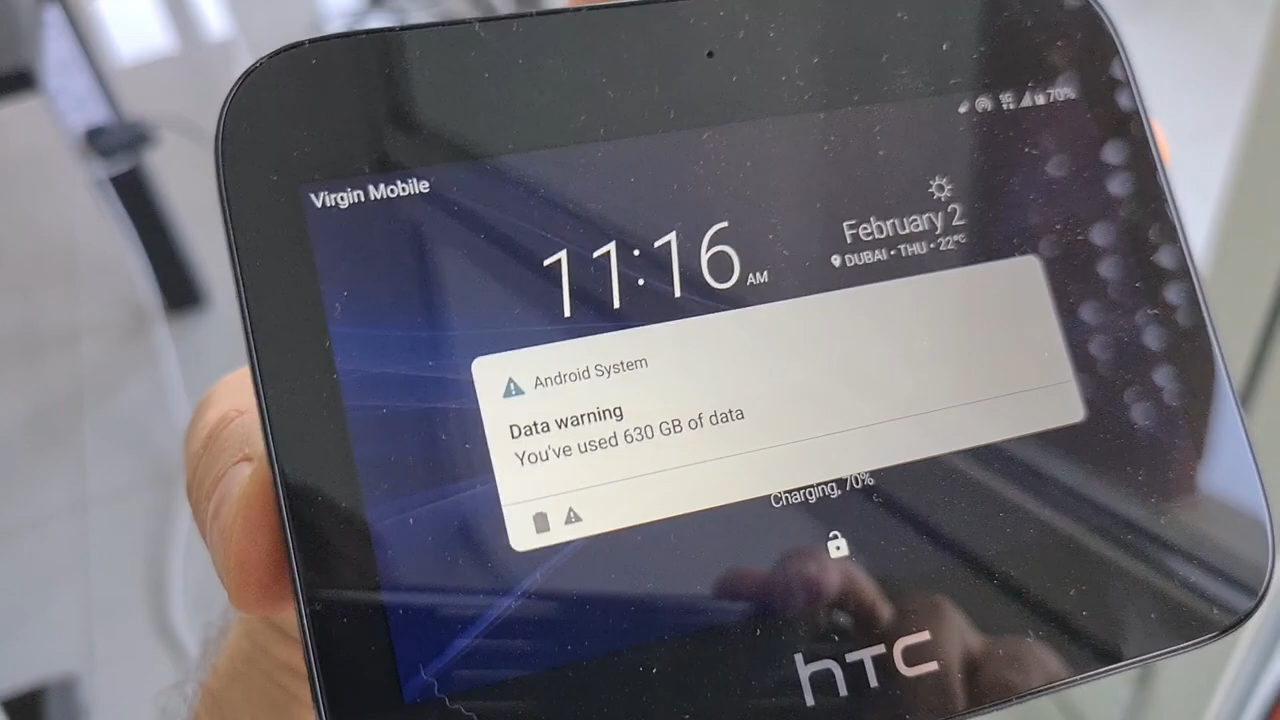 70%
Virgin Mobile
11:16 AM
February 2
DUBAI • THU • 22°C
Android System
Data warning
You've used 630 GB of data
Charging, 70%
hTC